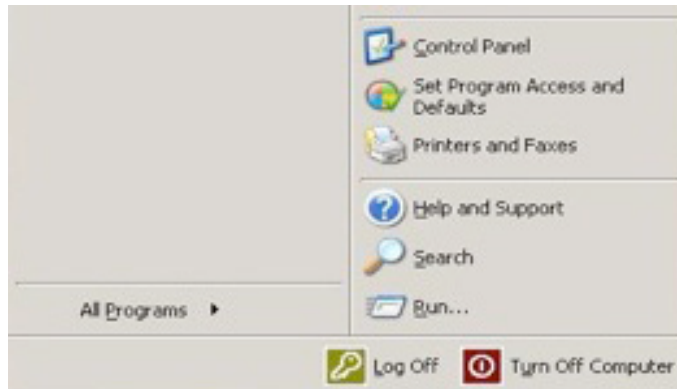 Control Panel
Set Program Access and
Defaults
Printers and Faxes
Help and Support
Search
All Programs
Run...
Log Off
Turn Off Computer